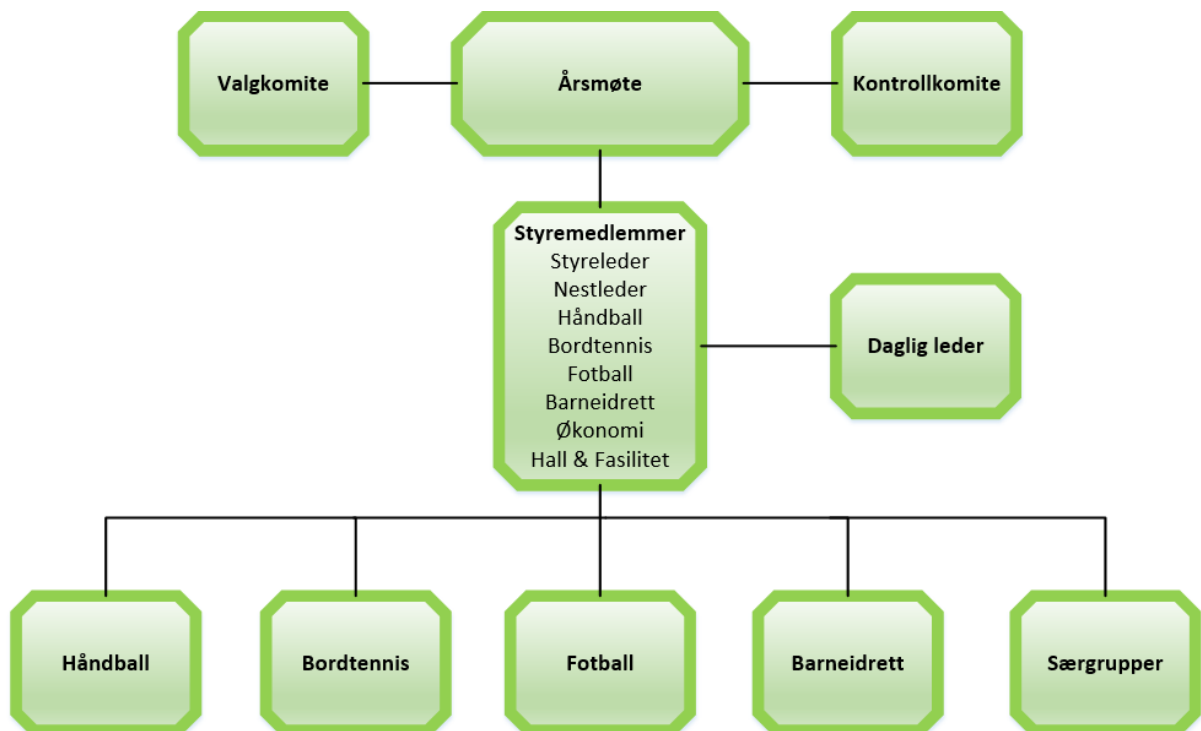 Valgkomite
Årsmøte
Kontrollkomite
Styremedlemmer
Styreleder
Nestleder
Håndball
Bordtennis
Fotball
Barneidrett
Økonomi
Hall & Fasilitet
Daglig leder
Håndball
Bordtennis
Fotball
Barneidrett
Særgrupper